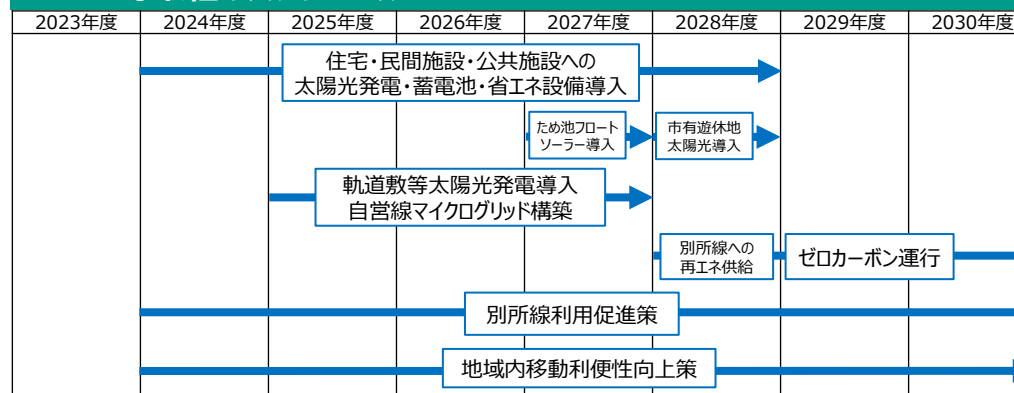 2023年度 2024年度 2025年度 2026年度 2027年度 2028年度 2029年度 2030年度
住宅・民間施設・公共施設への
太陽光発電・蓄電池・省エネ設備導入
ため池フロート
ソーラー導入
市有遊休地
太陽光導入
軌道敷等太陽光発電導入
自営線マイクログリッド構築
別所線への
再エネ供給
ゼロカーボン運行
別所線利用促進策
地域内移動利便性向上策